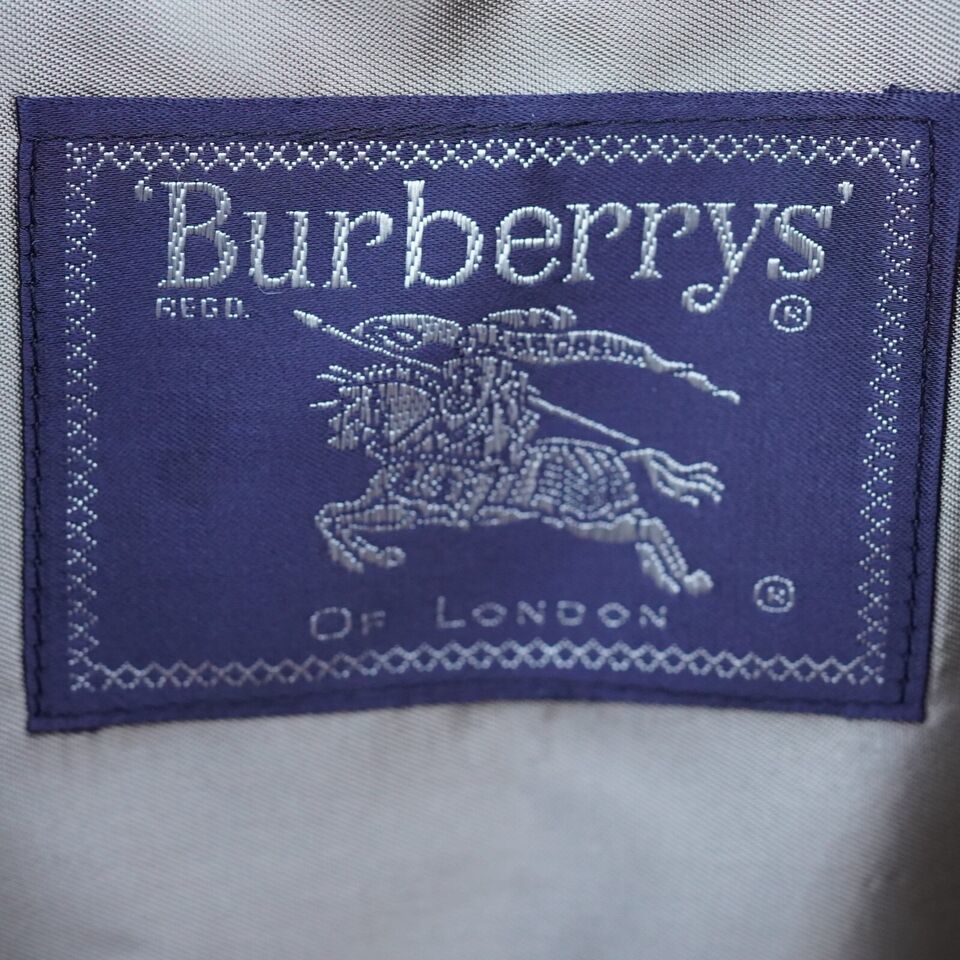 'Burberrys'
REGD. ®
®
OF LONDON